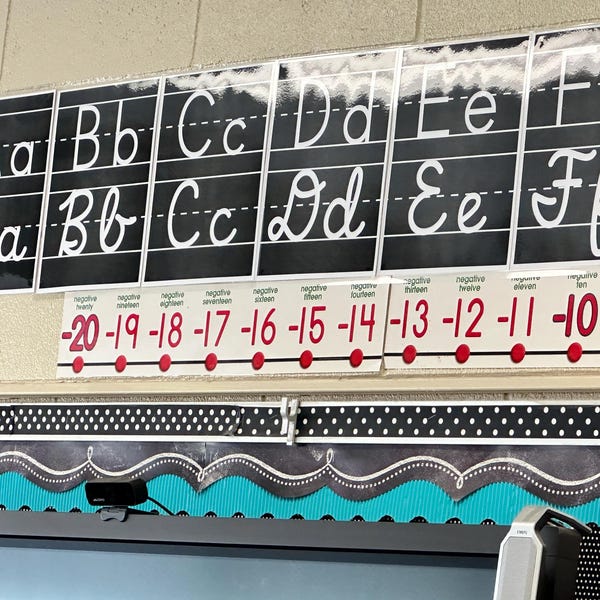 a Bb Cc Dd Ee F
a Bb Cc Dd Ee Ff
negative twenty negative nineteen negative eighteen negative seventeen negative sixteen negative fifteen negative fourteen negative thirteen negative twelve negative eleven negative ten
-20 -19 -18 -17 -16 -15 -14 -13 -12 -11 -10